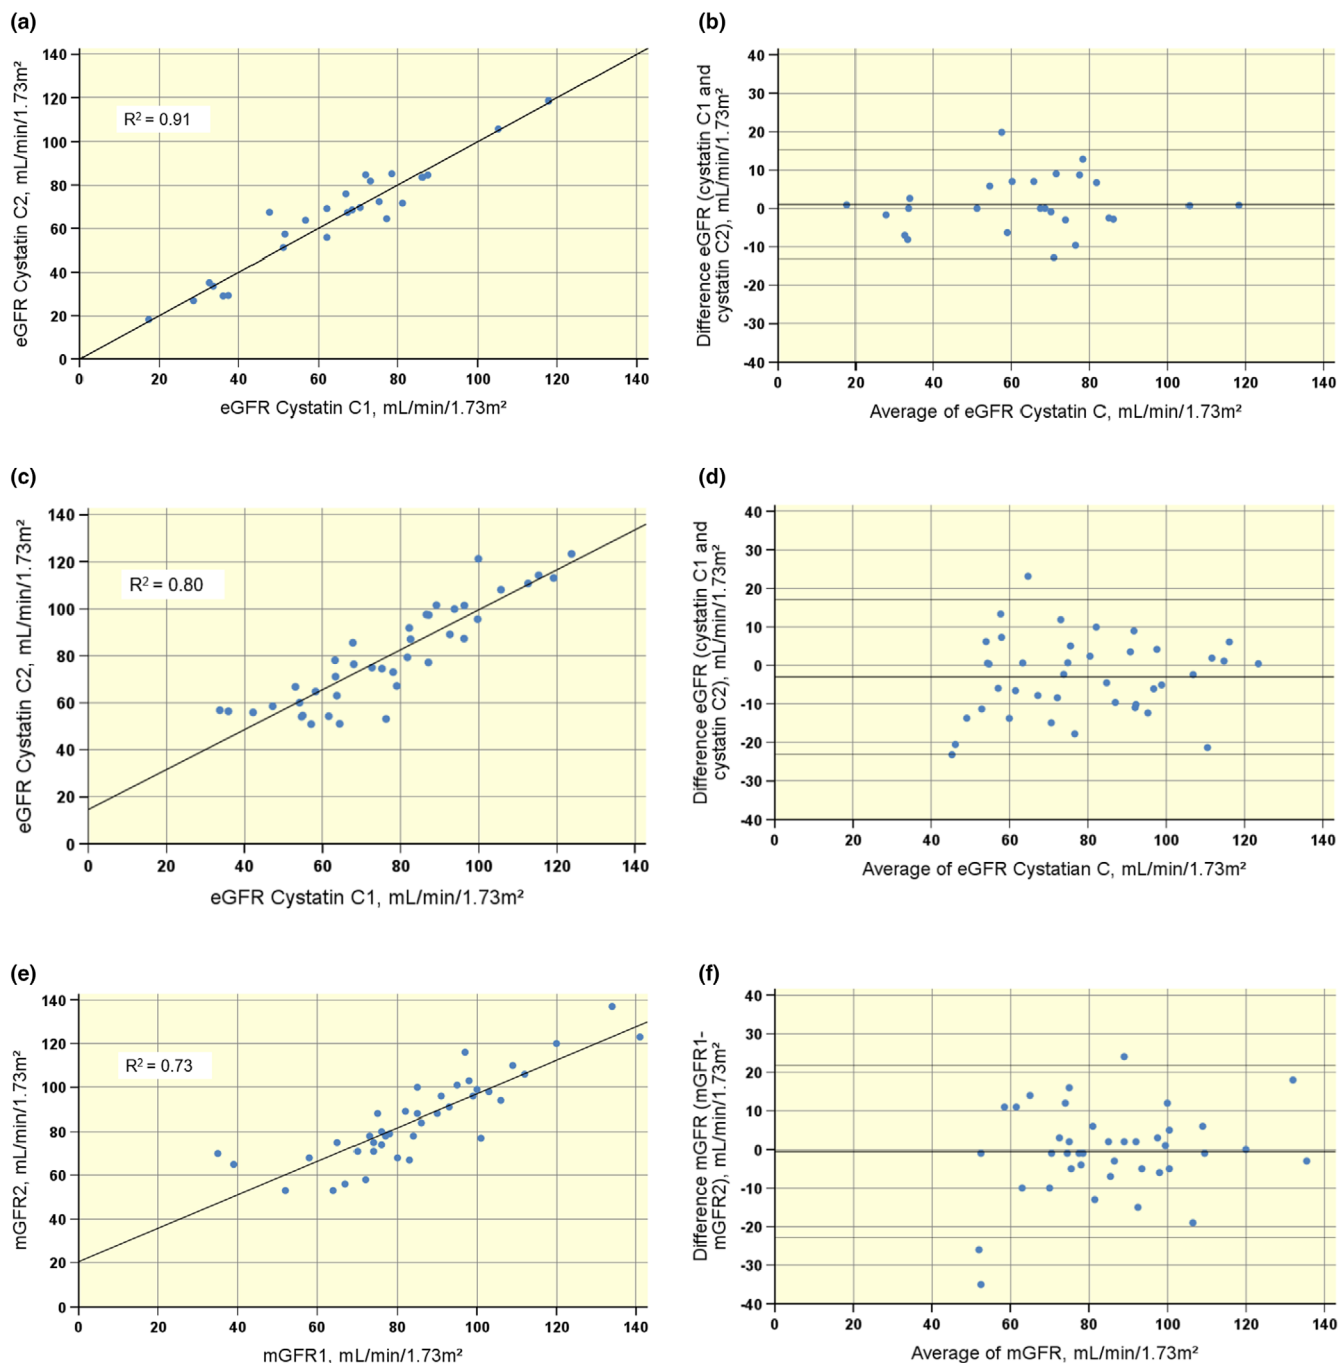 (a)
140
120
100
80
60
40
20
0
0 20 40 60 80 100 120 140
eGFR Cystatin C2, mL/min/1.73m²
R² = 0.91
eGFR Cystatin C1, mL/min/1.73m²
(b)
40
30
20
10
0
-10
-20
-30
-40
0 20 40 60 80 100 120 140
Difference eGFR (cystatin C1 and
cystatin C2), mL/min/1.73m²
Average of eGFR Cystatin C, mL/min/1.73m²
(c)
140
120
100
80
60
40
20
0
0 20 40 60 80 100 120 140
eGFR Cystatin C2, mL/min/1.73m²
R² = 0.80
eGFR Cystatin C1, mL/min/1.73m²
(d)
40
30
20
10
0
-10
-20
-30
-40
0 20 40 60 80 100 120 140
Difference eGFR (cystatin C1 and
cystatin C2), mL/min/1.73m²
Average of eGFR Cystatian C, mL/min/1.73m²
(e)
140
120
100
80
60
40
20
0
0 20 40 60 80 100 120 140
mGFR2, mL/min/1.73m²
R² = 0.73
mGFR1, mL/min/1.73m²
(f)
40
30
20
10
0
-10
-20
-30
-40
0 20 40 60 80 100 120 140
Difference mGFR (mGFR1-
mGFR2), mL/min/1.73m²
Average of mGFR, mL/min/1.73m²